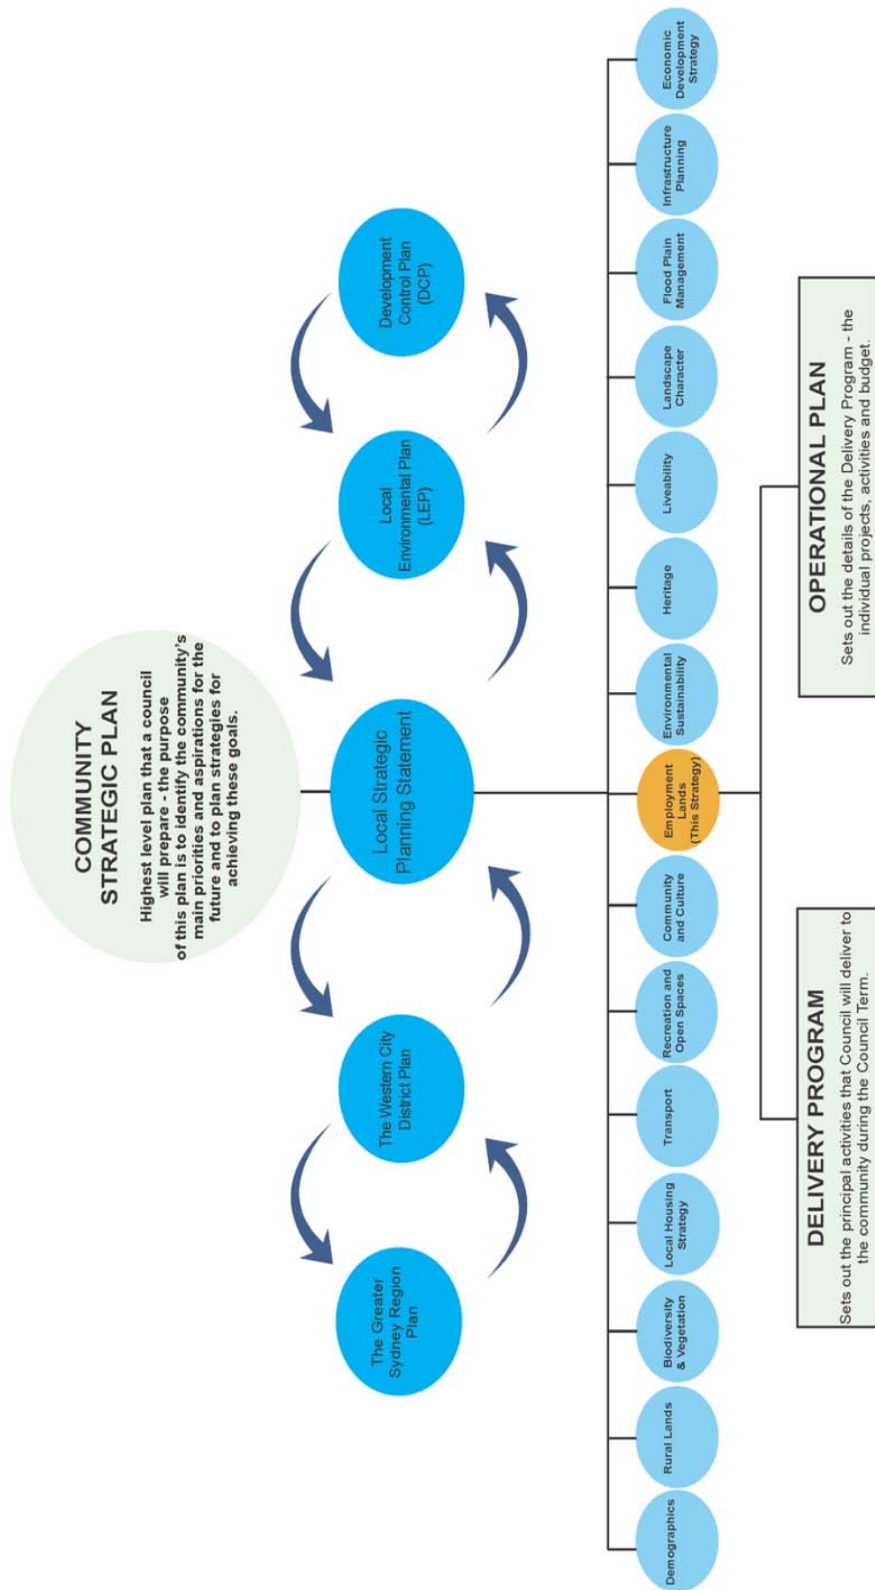 COMMUNITY
STRATEGIC PLAN
Highest level plan that a council
will prepare - the purpose
of this plan is to identify the community's
main priorities and aspirations for the
future and to plan strategies for
achieving these goals.
The Greater
Sydney Region
Plan
The Western City
District Plan
Local Strategic
Planning Statement
Local
Environmental Plan
(LEP)
Development
Control Plan
(DCP)
Demographics
Rural Lands
Biodiversity
& Vegetation
Local Housing
Strategy
Transport
Recreation and
Open Spaces
Community
and Culture
Employment
Lands
(This Strategy)
Environmental
Sustainability
Heritage
Liveability
Landscape
Character
Flood Plain
Management
Infrastructure
Planning
Economic
Development
Strategy
DELIVERY PROGRAM
Sets out the principal activities that Council will deliver to
the community during the Council Term.
OPERATIONAL PLAN
Sets out the details of the Delivery Program - the
individual projects, activities and budget.